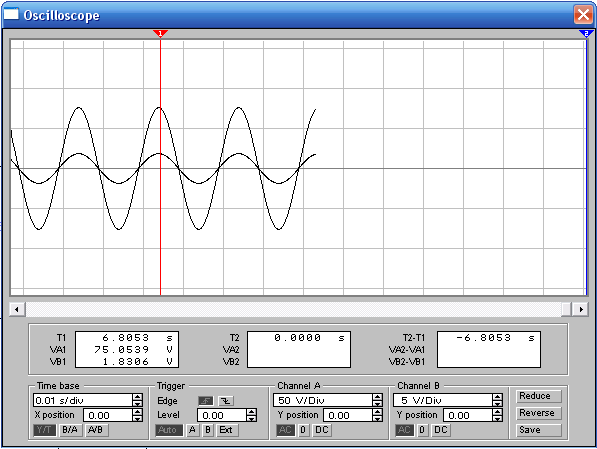 Oscilloscope
1 2
T1 6.8053 s T2 0.0000 s T2-T1 -6.8053 s
VA1 75.0539 V VA2 VA2-VA1
VB1 1.8306 V VB2 VB2-VB1
Time base Trigger Channel A Channel B
0.01 s/div Edge 50 V/Div 5 V/Div Reduce
X position 0.00 Level 0.00 Y position 0.00 Y position 0.00 Reverse
Y/T B/A A/B Auto A B Ext AC 0 DC AC 0 DC Save